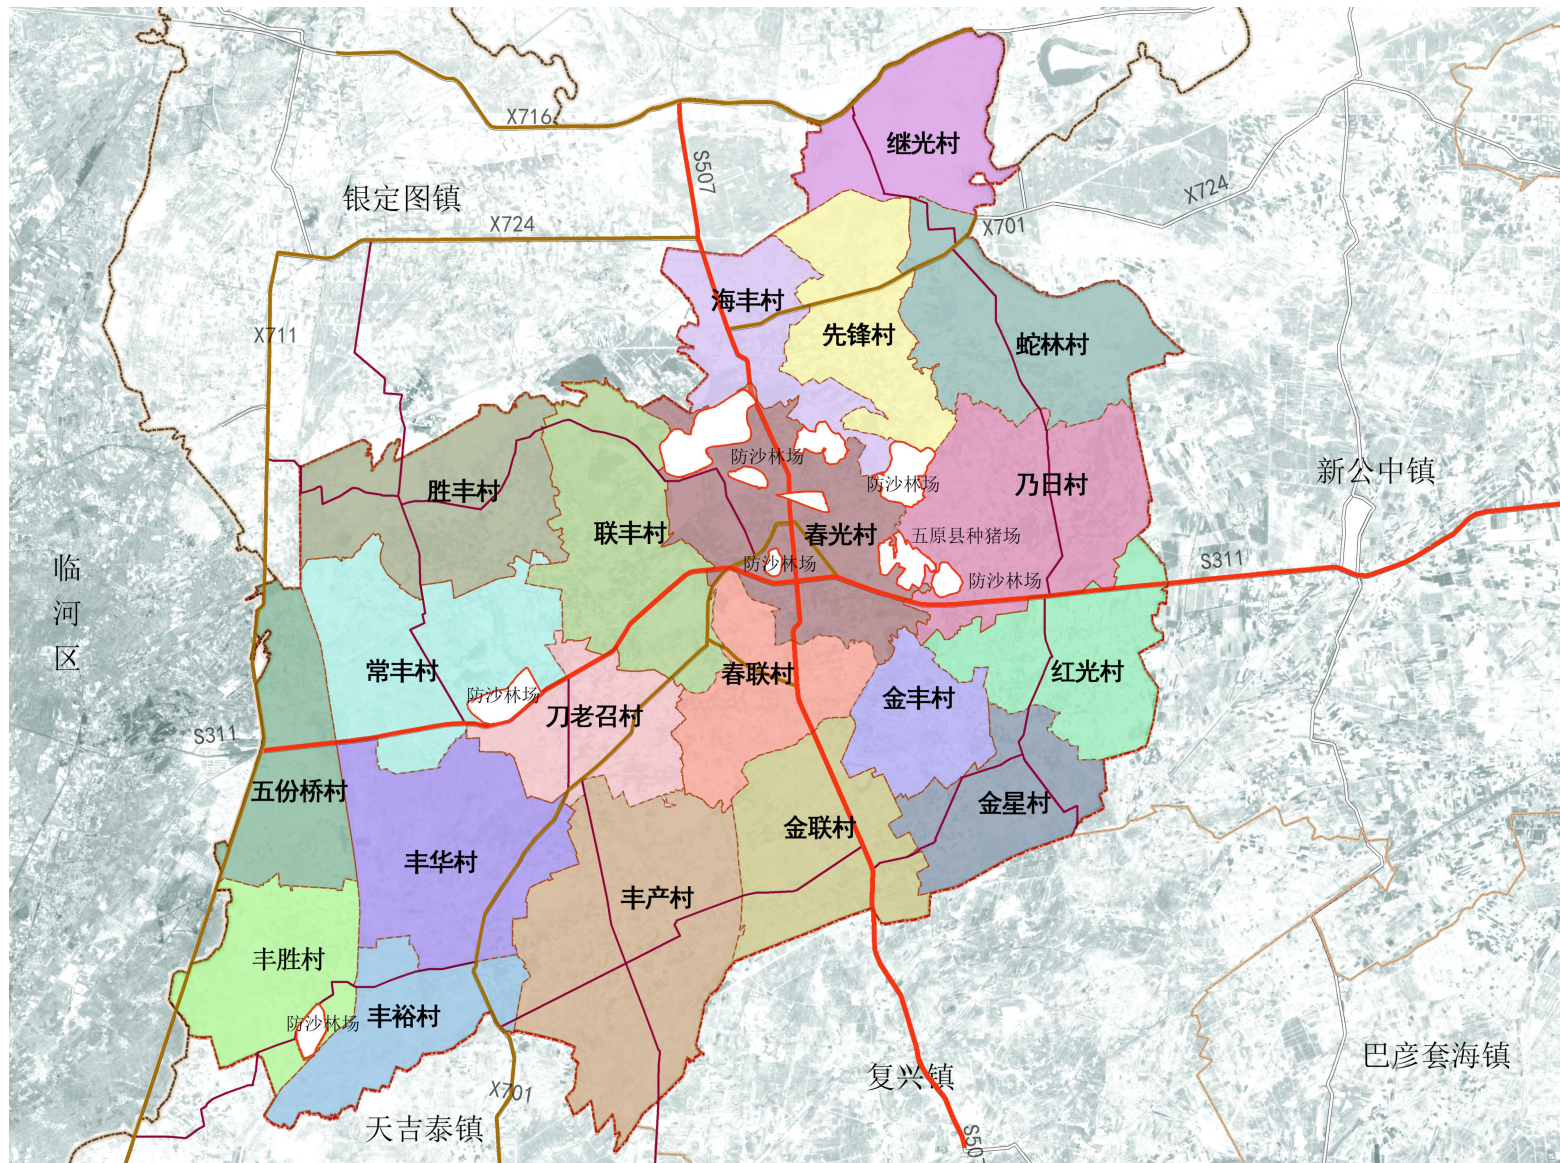 X716
继光村
S507
银定图镇
X724
X724
X701
海丰村
X711
先锋村
蛇林村
防沙林场
新公中镇
胜丰村
防沙林场
乃日村
联丰村
春光村
五原县种猪场
防沙林场
S311
防沙林场
临
河
区
常丰村
春联村
红光村
防沙林场
金丰村
刀老召村
S311
五份桥村
金星村
金联村
丰华村
丰产村
丰胜村
丰裕村
防沙林场
巴彦套海镇
复兴镇
X701
天吉泰镇
S50